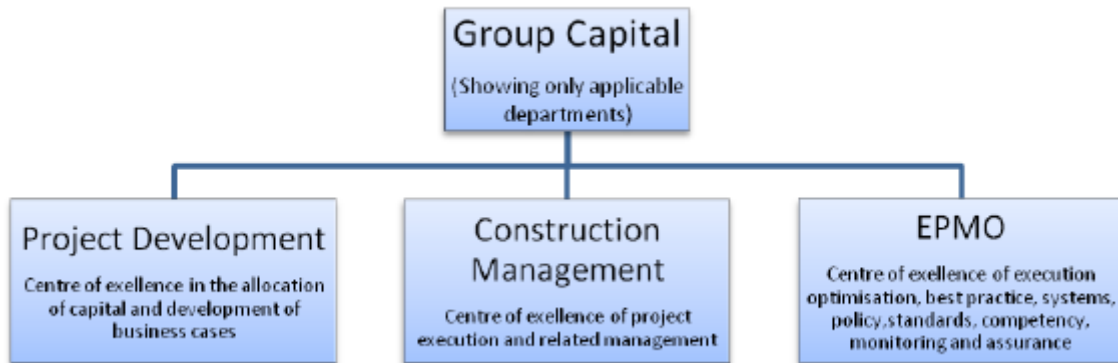 Group Capital
(Showing only applicable
departments)
Project Development
Centre of exellence in the allocation
of capital and development of
business cases
Construction
Management
Centre of exellence of project
execution and related management
EPMO
Centre of exellence of execution
optimisation, best practice, systems,
policy,standards, competency,
monitoring and assurance